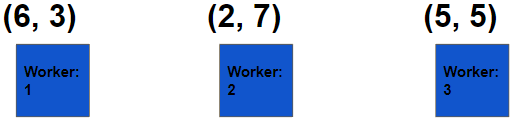 (6, 3) (2, 7) (5, 5)
Worker: Worker: Worker:
1 2 3